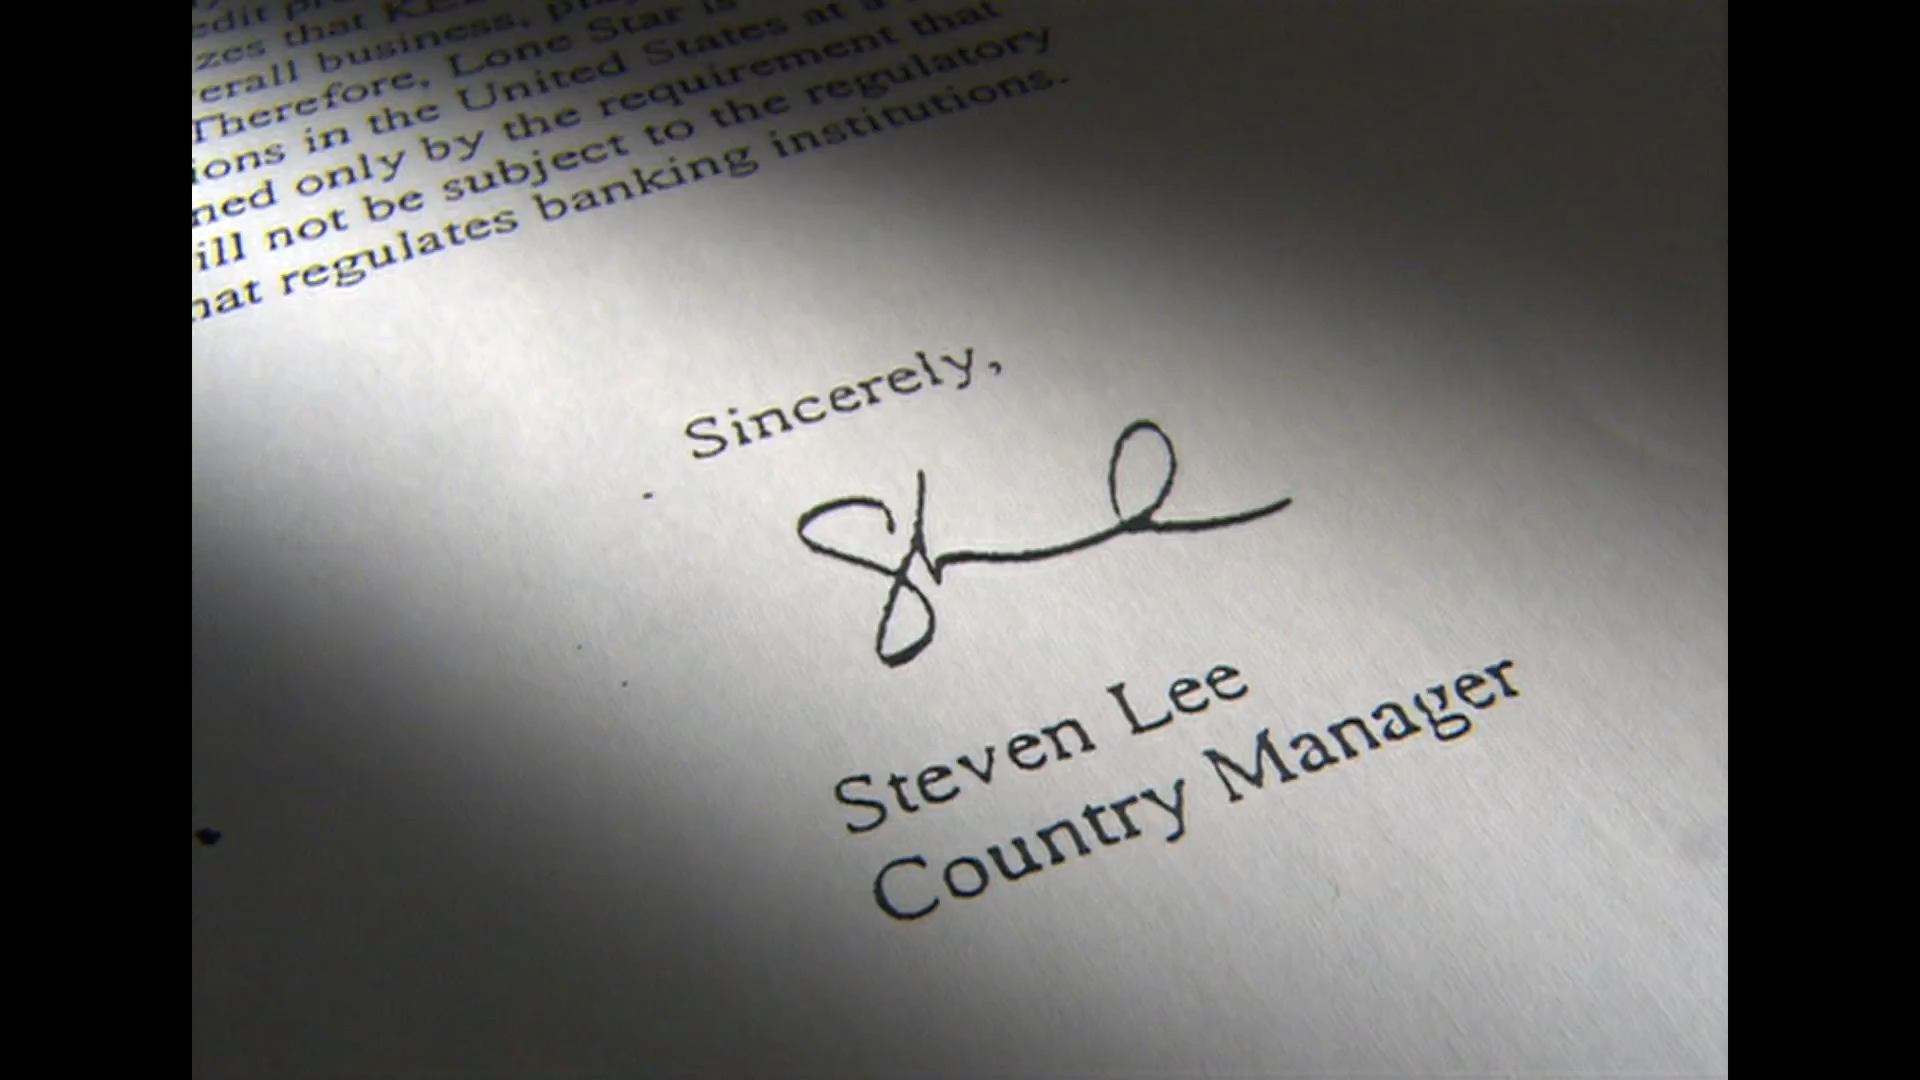 zes that
erall business,
Therefore, Lone Star is
ions in the United States at a
ned only by the requirement that
ill not be subject to the regulatory
hat regulates banking institutions.
Sincerely,
Steven Lee
Country Manager